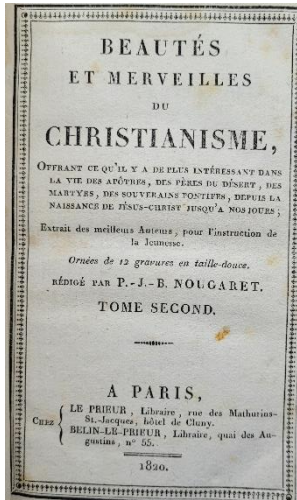 BEAUTÉS
ET MERVEILLES
DU
CHRISTIANISME,
OFFRANT CE QU'IL Y A DE PLUS INTÉRESSANT DANS
LA VIE DES APÔTRES, DES PÈRES DU DÉSERT, DES
MARTYRS, DES SOUVERAINS PONTIFES, DEPUIS LA
NAISSANCE DE JÉSUS-CHRIST JUSQU'A NOS JOURS;
Extrait des meilleurs Auteurs, pour l'instruction de
la Jeunesse.
Ornées de 12 gravures en taille-douce.
RÉDIGÉ PAR P.-J.-B. NOUGARET.
TOME SECOND.
A PARIS,
CHEZ
LE PRIEUR, Libraire, rue des Mathurins-
St.-Jacques, hôtel de Cluny.
BELIN-LE-PRIEUR, Libraire, quai des Au-
gustins, n° 55.
1820.